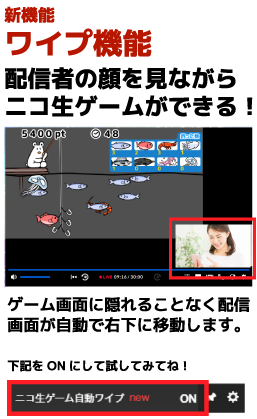 新機能
ワイプ機能
配信者の顔を見ながら
ニコ生ゲームができる！
5400 pt
48
LIVE 09:16 / 30:00
ゲーム画面に隠れることなく配信
画面が自動で右下に移動します。
下記を ON にして試してみてね！
ニコ生ゲーム自動ワイプ new ON